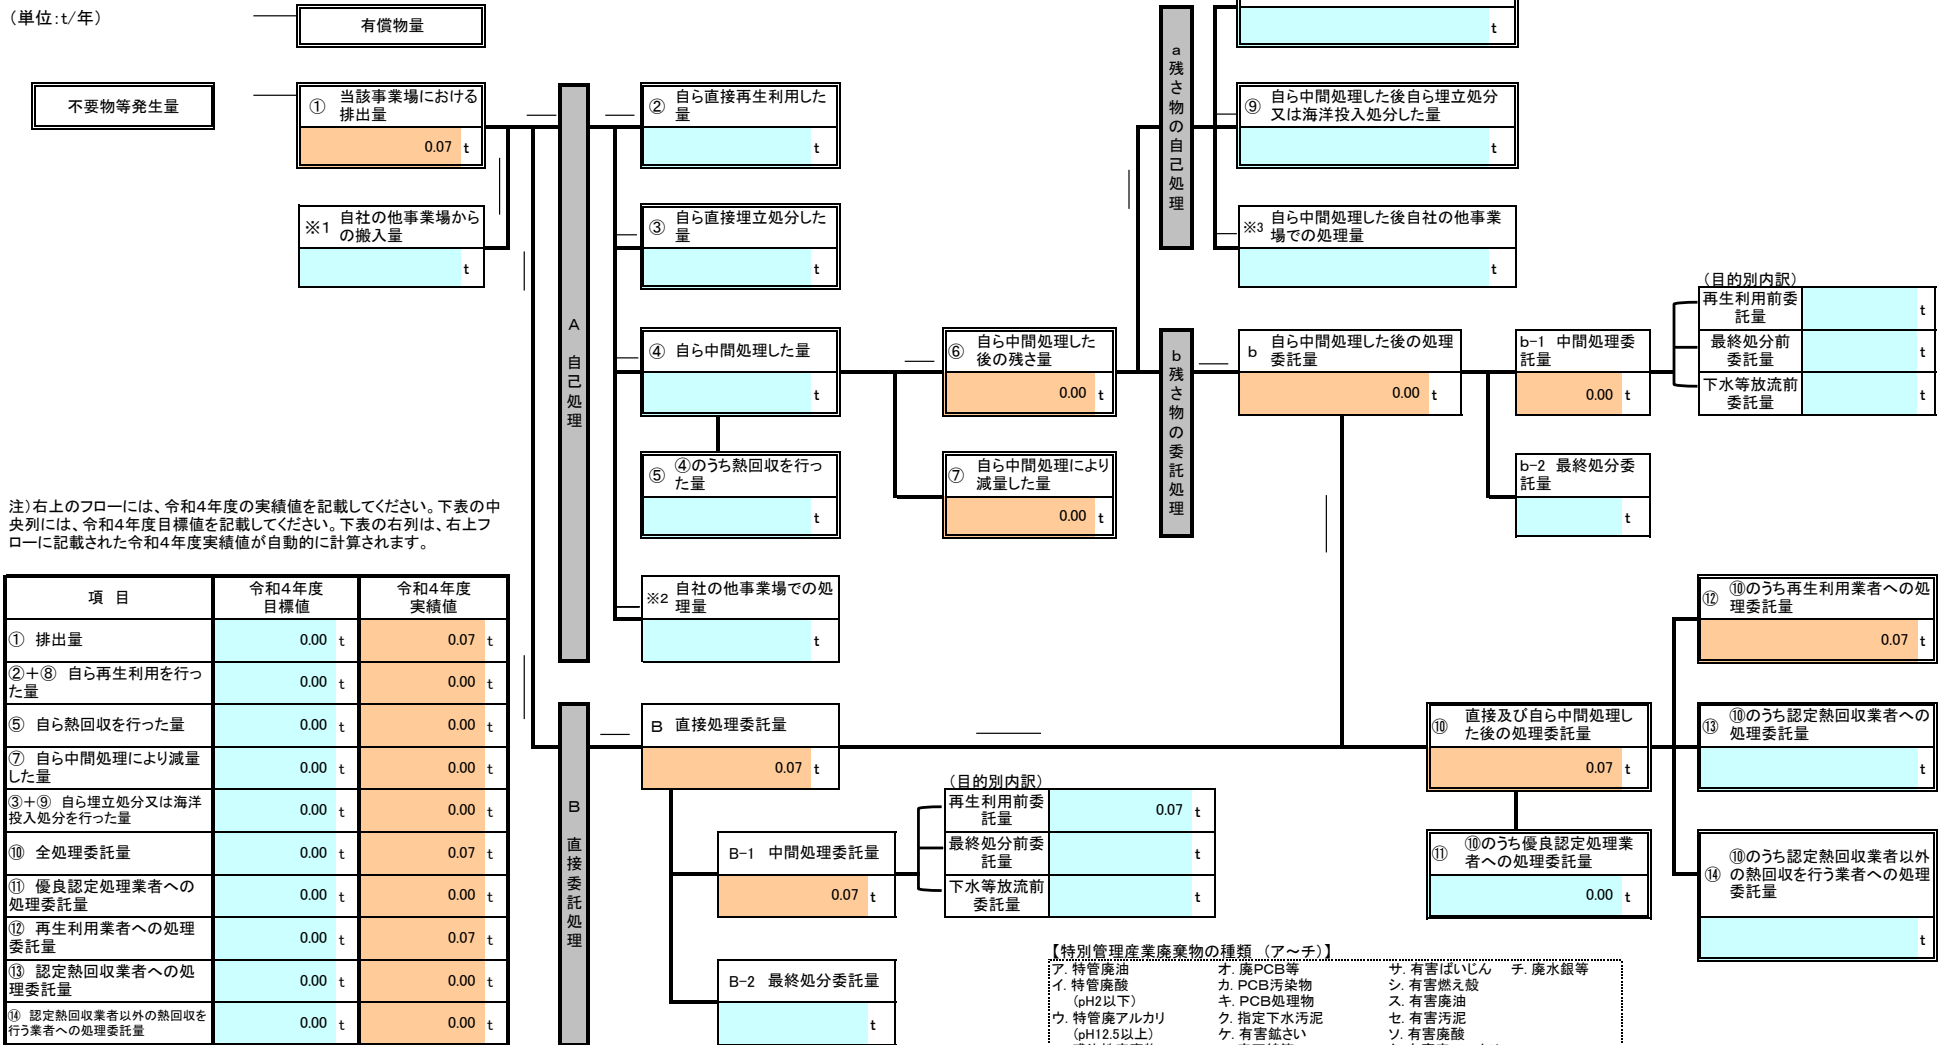 （単位:t/年）
有償物量
t
不要物等発生量
① 当該事業場における
排出量
0.07 t
※1 自社の他事業場から
の搬入量
t
A 自己処理
② 自ら直接再生利用した
量
t
③ 自ら直接埋立処分した
量
t
④ 自ら中間処理した量
t
⑤ ④のうち熱回収を行っ
た量
t
※2 自社の他事業場での処
理量
t
⑥ 自ら中間処理した
後の残さ量
0.00 t
⑦ 自ら中間処理により
減量した量
0.00 t
a 残さ物の自己処理
⑨ 自ら中間処理した後自ら埋立処分
又は海洋投入処分した量
t
※3 自ら中間処理した後自社の他事業
場での処理量
t
b 残さ物の委託処理
b 自ら中間処理した後の処理
委託量
0.00 t
b-1 中間処理委
託量
0.00 t
b-2 最終処分委
託量
t
（目的別内訳）
再生利用前委
託量
t
最終処分前
委託量
t
下水等放流前
委託量
t
注）右上のフローには、令和4年度の実績値を記載してください。下表の中
央列には、令和4年度目標値を記載してください。下表の右列は、右上フ
ローに記載された令和4年度実績値が自動的に計算されます。
項 目
令和4年度
目標値
令和4年度
実績値
① 排出量 0.00 t 0.07 t
②＋⑧ 自ら再生利用を行っ
た量 0.00 t 0.00 t
⑤ 自ら熱回収を行った量 0.00 t 0.00 t
⑦ 自ら中間処理により減量
した量 0.00 t 0.00 t
③＋⑨ 自ら埋立処分又は海洋
投入処分を行った量 0.00 t 0.00 t
⑩ 全処理委託量 0.00 t 0.07 t
⑪ 優良認定処理業者への
処理委託量 0.00 t 0.00 t
⑫ 再生利用業者への処理
委託量 0.00 t 0.07 t
⑬ 認定熱回収業者への処
理委託量 0.00 t 0.00 t
⑭ 認定熱回収業者以外の熱回収を
行う業者への処理委託量 0.00 t 0.00 t
B 直接委託処理
B 直接処理委託量
0.07 t
B-1 中間処理委託量
0.07 t
B-2 最終処分委託量
t
（目的別内訳）
再生利用前委
託量
0.07 t
最終処分前委
託量
t
下水等放流前
委託量
t
⑩ 直接及び自ら中間処理し
た後の処理委託量
0.07 t
⑪ ⑩のうち優良認定処理業
者への処理委託量
0.00 t
⑫ ⑩のうち再生利用業者への処
理委託量
0.07 t
⑬ ⑩のうち認定熱回収業者への
処理委託量
t
⑭ ⑩のうち認定熱回収業者以外
の熱回収を行う業者への処理
委託量
t
【特別管理産業廃棄物の種類 （ア～チ）】
ア. 特管廃油 オ. 廃PCB等 サ. 有害ばいじん チ. 廃水銀等
イ. 特管廃酸 カ. PCB汚染物 シ. 有害燃え殻
（pH2以下） キ. PCB処理物 ス. 有害廃油
ウ. 特管廃アルカリ ク. 指定下水汚泥 セ. 有害汚泥
（pH12.5以上） ケ. 有害鉱さい ソ. 有害廃酸